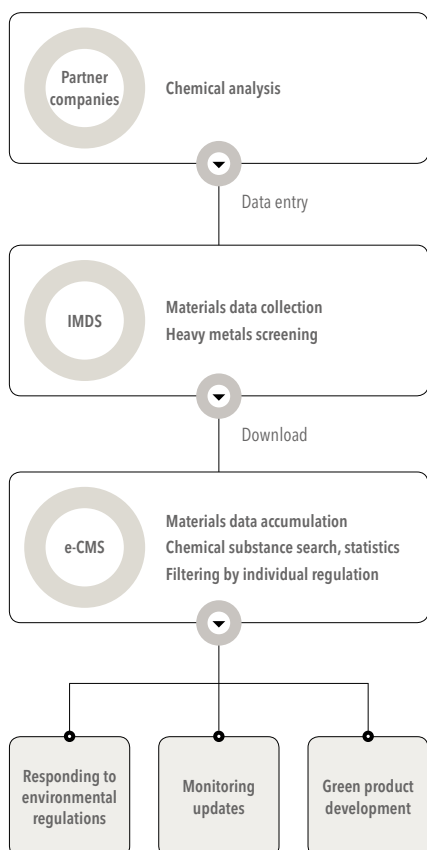 Partner
companies
Chemical analysis
Data entry
IMDS
Materials data collection
Heavy metals screening
Download
e-CMS
Materials data accumulation
Chemical substance search, statistics
Filtering by individual regulation
Responding to
environmental
regulations
Monitoring
updates
Green product
development